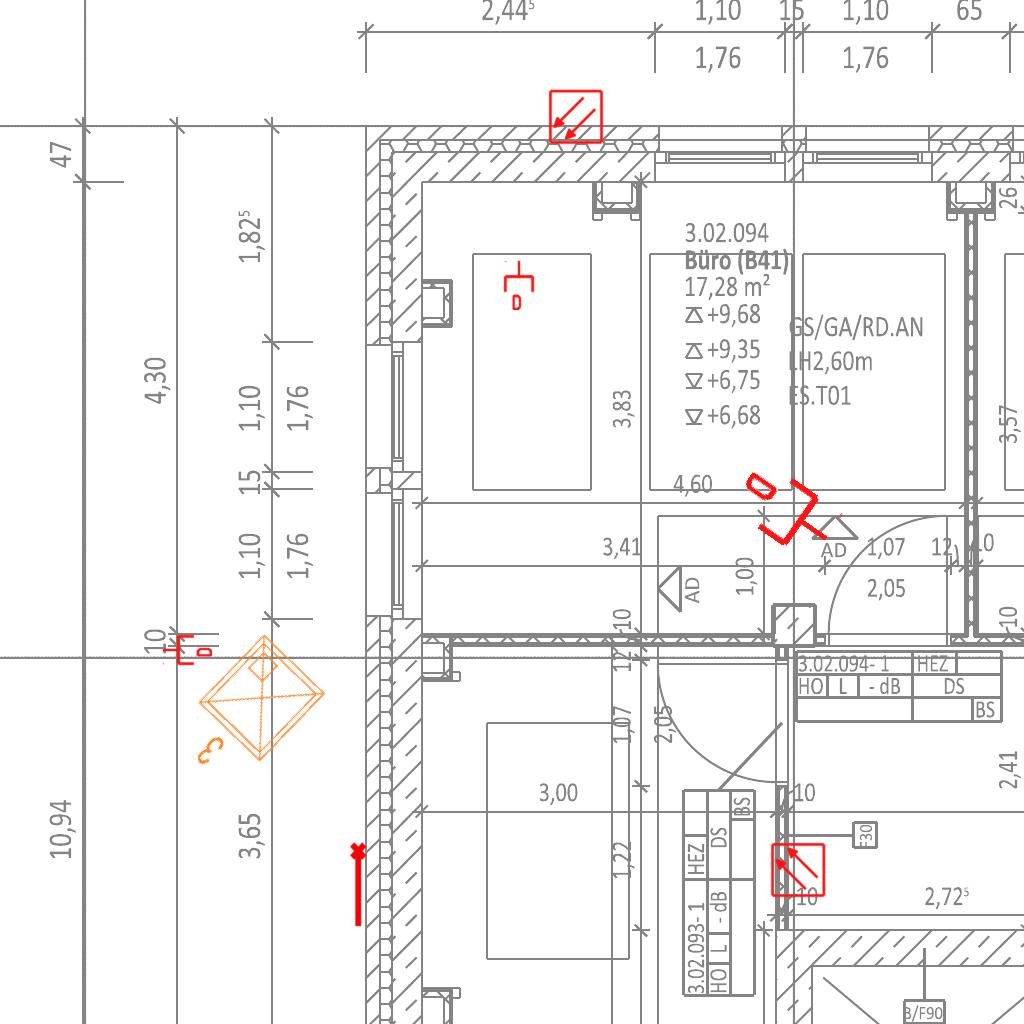 2,44⁵
1,10
15
1,10
65
1,76
1,76
47
1,82⁵
4,30
1,10
1,76
15
1,10
1,76
10
10,94
3,65
3.02.094
Büro (B41)
17,28 m²
+9,68
+9,35
+6,75
+6,68
GS/GA/RD.AN
LH2,60m
ES.T01
26
D
3,83
3,57
4,60
D
3,41
AD
1,07
12
10
1,00
AD
2,05
10
10
D
12
3.02.094- 1
HEZ
HO
L
- dB
DS
BS
1,07
2,05
2,41
3,00
10
1,22
BS
DS
HEZ
- dB
L
HO
3.02.093- 1
F30
10
2,72⁵
B/F90